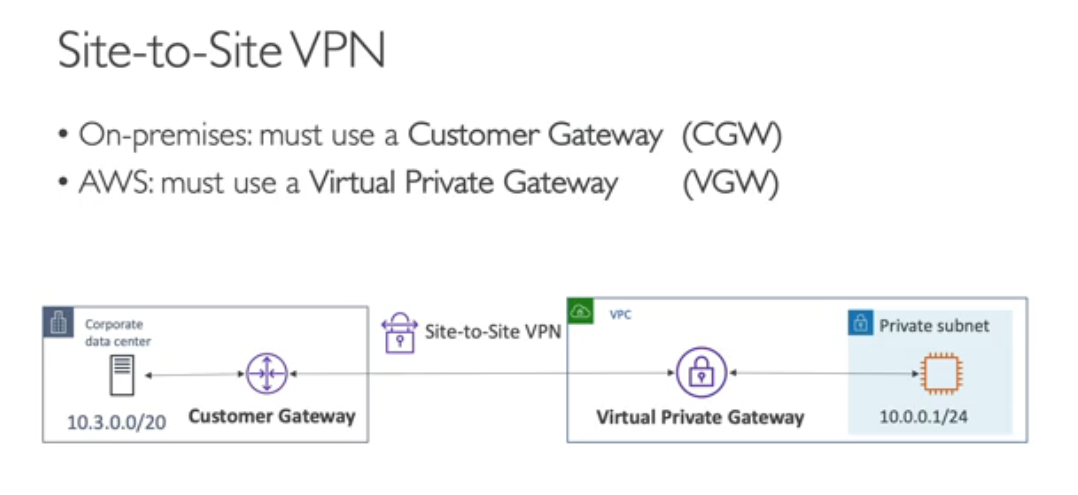 Site-to-Site VPN
• On-premises: must use a Customer Gateway (CGW)
• AWS: must use a Virtual Private Gateway (VGW)
Corporate
data center
10.3.0.0/20
Customer Gateway
Site-to-Site VPN
VPC
Virtual Private Gateway
Private subnet
10.0.0.1/24